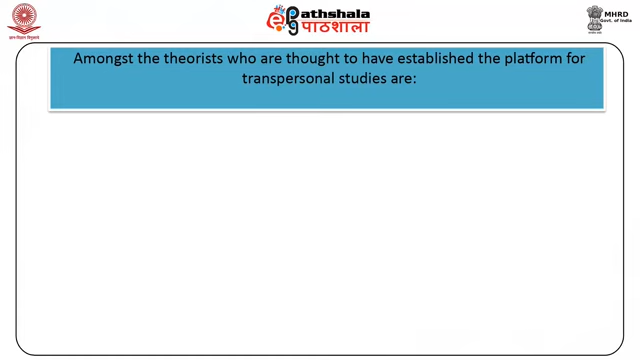 ePathshala
पाठशाला
MHRD
Govt. of India
Amongst the theorists who are thought to have established the platform for
transpersonal studies are: